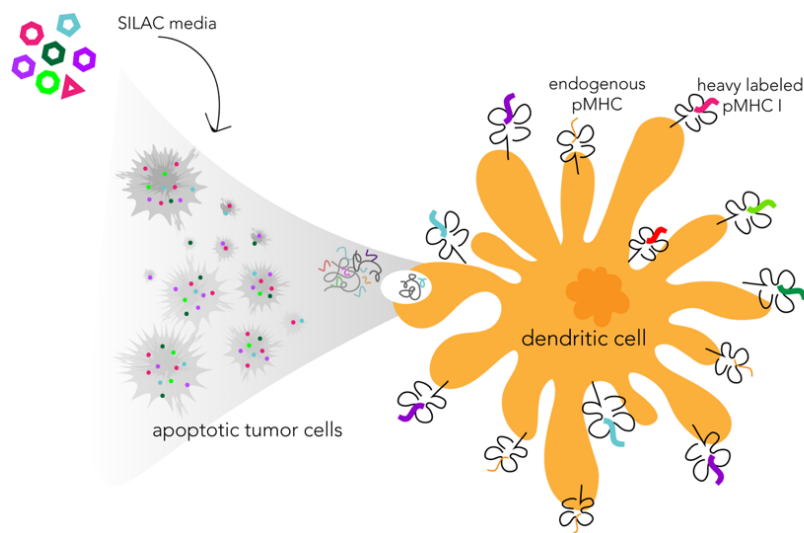 SILAC media
endogenous
pMHC
heavy labeled
pMHC I
dendritic cell
apoptotic tumor cells